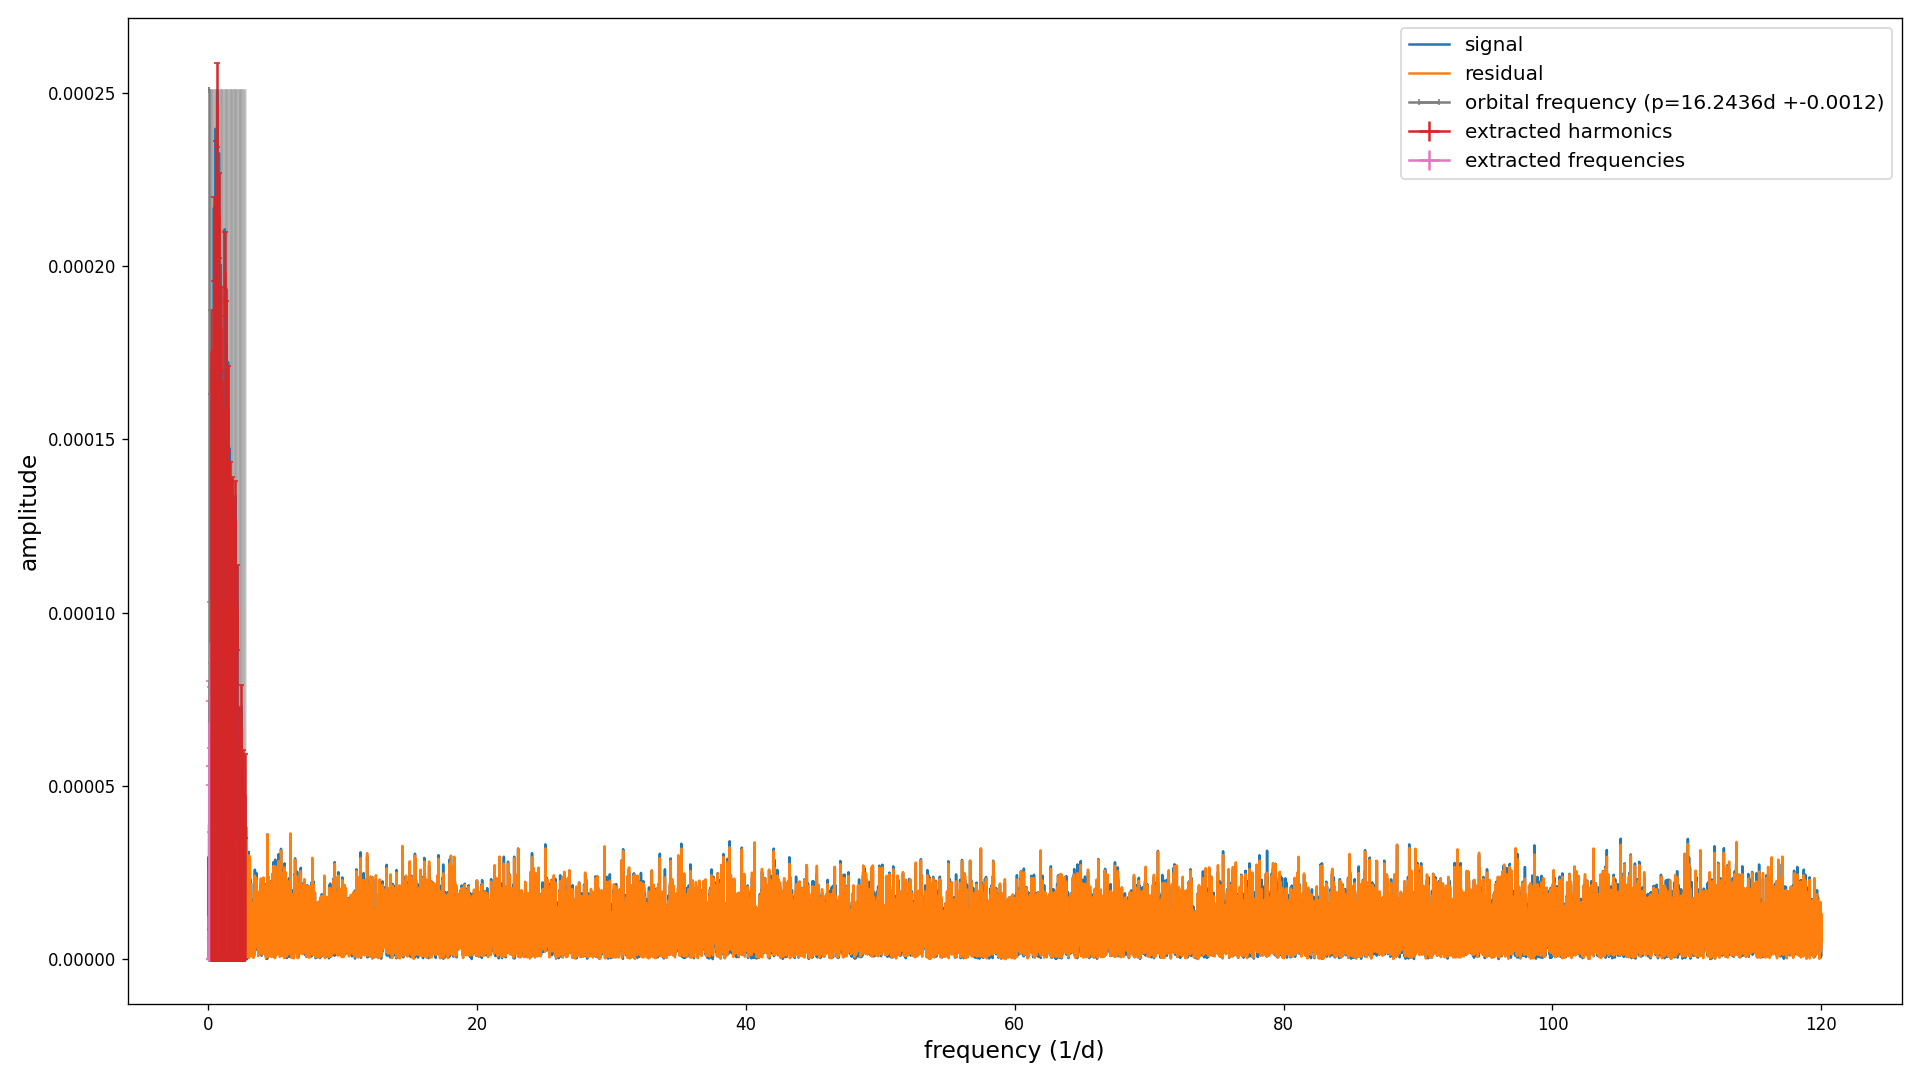 signal
residual
orbital frequency (p=16.2436d +-0.0012)
extracted harmonics
extracted frequencies
0.00025
0.00020
0.00015
0.00010
0.00005
0.00000
amplitude
0 20 40 60 80 100 120
frequency (1/d)